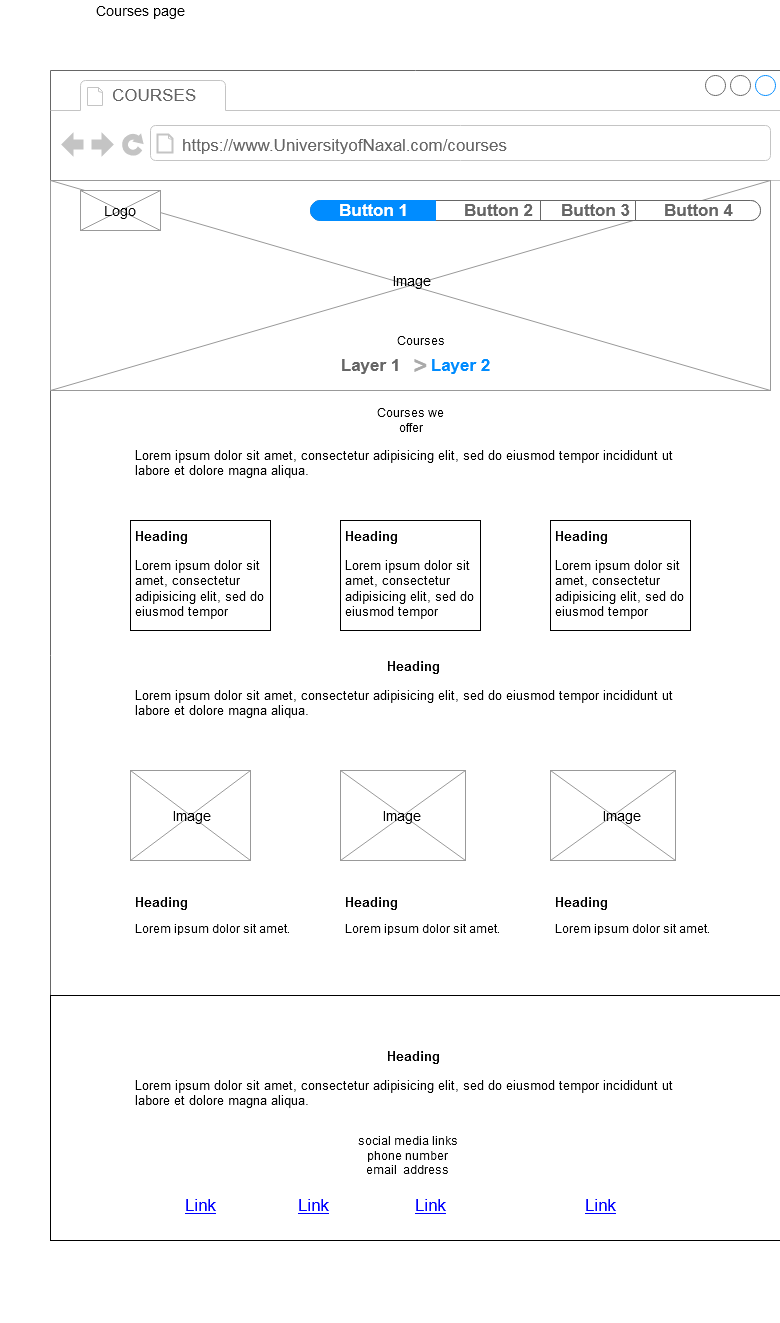 Courses page
COURSES
https://www.UniversityofNaxal.com/courses
Logo
Button 1 Button 2 Button 3 Button 4
Image
Courses
Layer 1 > Layer 2
Courses we
offer
Lorem ipsum dolor sit amet, consectetur adipisicing elit, sed do eiusmod tempor incididunt ut
labore et dolore magna aliqua.
Heading
Lorem ipsum dolor sit
amet, consectetur
adipisicing elit, sed do
eiusmod tempor
Heading
Lorem ipsum dolor sit
amet, consectetur
adipisicing elit, sed do
eiusmod tempor
Heading
Lorem ipsum dolor sit
amet, consectetur
adipisicing elit, sed do
eiusmod tempor
Heading
Lorem ipsum dolor sit amet, consectetur adipisicing elit, sed do eiusmod tempor incididunt ut
labore et dolore magna aliqua.
Image Image Image
Heading
Lorem ipsum dolor sit amet.
Heading
Lorem ipsum dolor sit amet.
Heading
Lorem ipsum dolor sit amet.
Heading
Lorem ipsum dolor sit amet, consectetur adipisicing elit, sed do eiusmod tempor incididunt ut
labore et dolore magna aliqua.
social media links
phone number
email address
Link Link Link Link